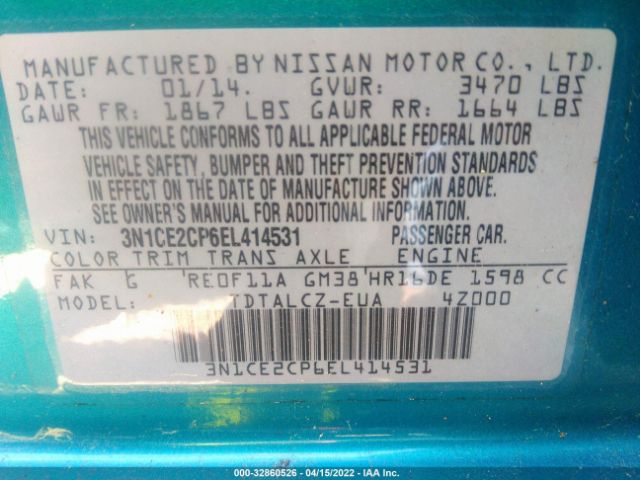 MANUFACTURED BY NISSAN MOTOR CO., LTD.
DATE: 01/14. GVWR: 3470 LBS
GAWR FR: 1867 LBS GAWR RR: 1664 LBS
THIS VEHICLE CONFORMS TO ALL APPLICABLE FEDERAL MOTOR
VEHICLE SAFETY, BUMPER AND THEFT PREVENTION STANDARDS
IN EFFECT ON THE DATE OF MANUFACTURE SHOWN ABOVE.
SEE OWNER'S MANUAL FOR ADDITIONAL INFORMATION.
VIN: 3N1CE2CP6EL414531 PASSENGER CAR.
COLOR TRIM TRANS AXLE ENGINE
FAK G RE0F11A GM38 HR16DE 1598 CC
MODEL: TDTALCZ-EUA 4Z000
3N1CE2CP6EL414531
000-32860526 - 04/15/2022 - IAA Inc.